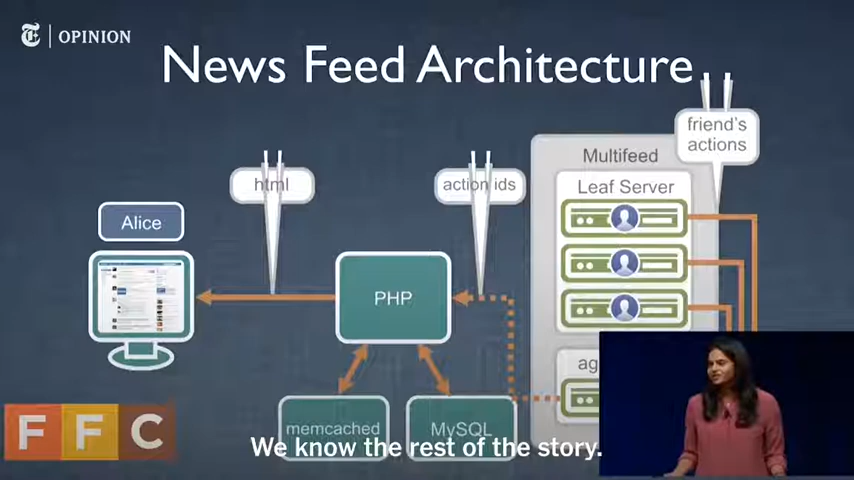 OPINION
News Feed Architecture
friend's
actions
Multifeed
html
action ids
Leaf Server
Alice
PHP
ag
memcached
MySQL
F F C
We know the rest of the story.